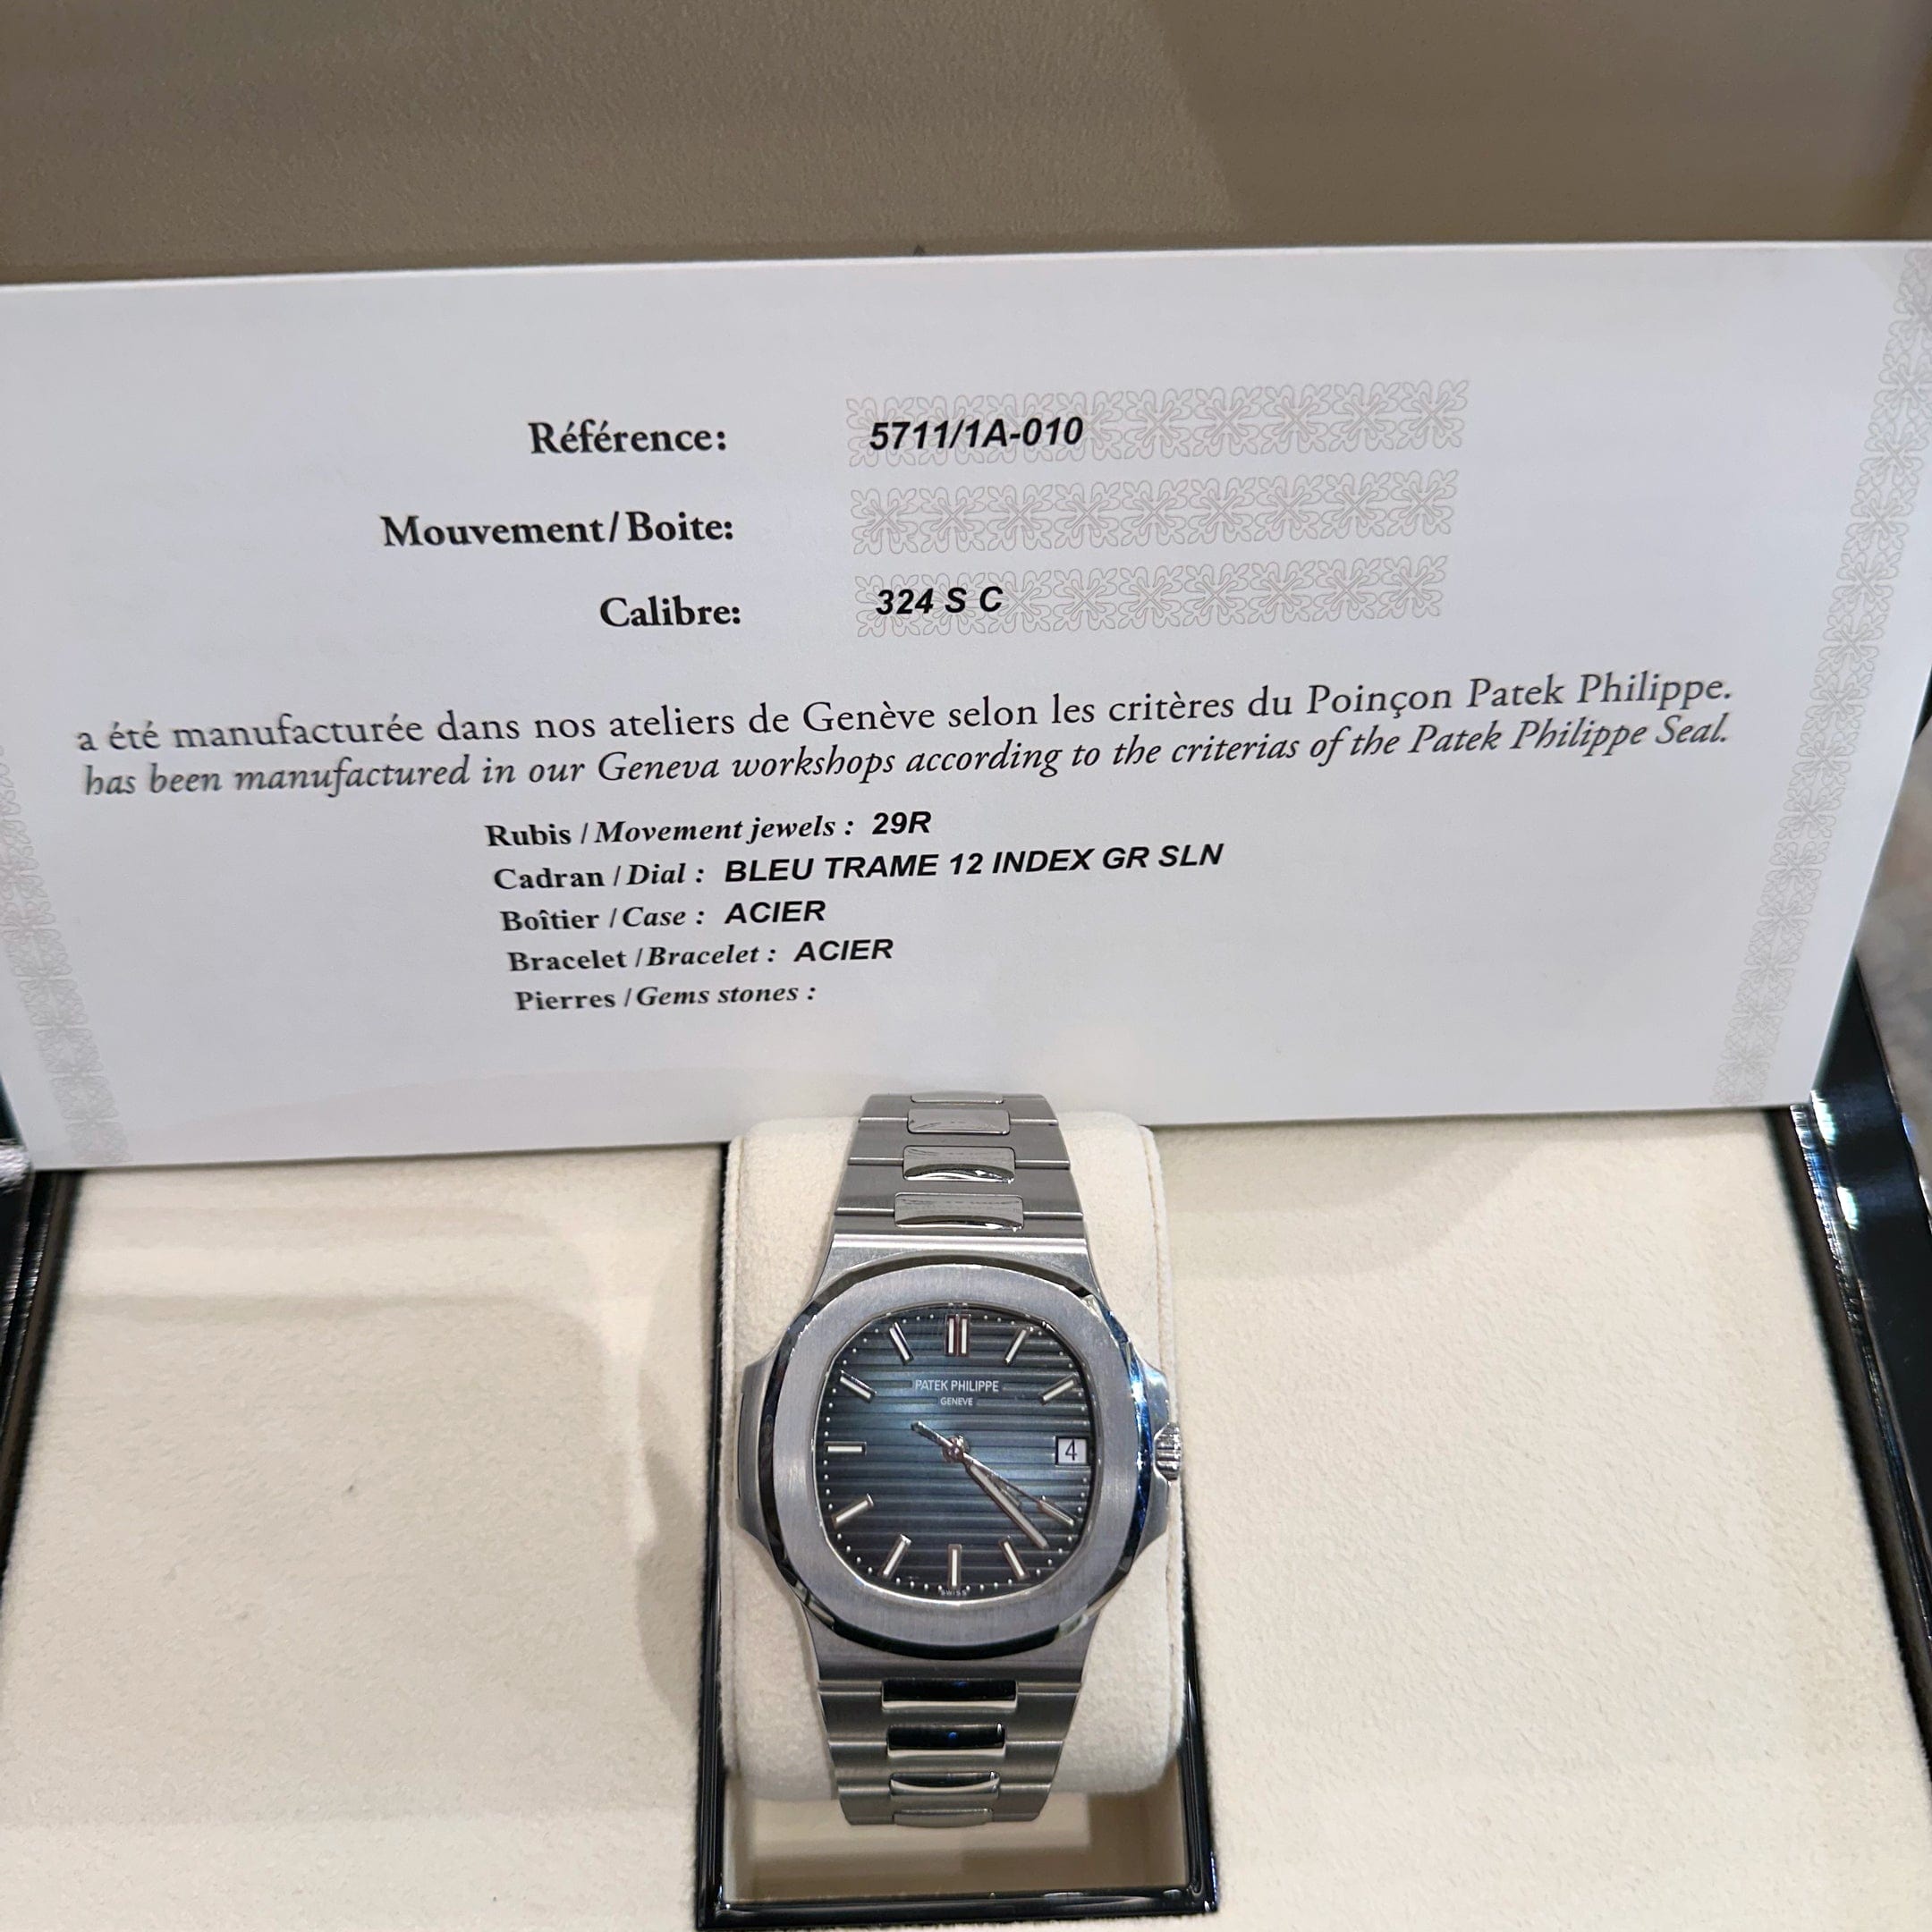 Référence: 5711/1A-010
Mouvement/Boite:
Calibre: 324 S C
a été manufacturée dans nos ateliers de Genève selon les critères du Poinçon Patek Philippe.
has been manufactured in our Geneva workshops according to the criterias of the Patek Philippe Seal.
Rubis / Movement jewels : 29R
Cadran / Dial : BLEU TRAME 12 INDEX GR SLN
Boîtier / Case : ACIER
Bracelet / Bracelet : ACIER
Pierres / Gems stones :
PATEK PHILIPPE
GENEVE
4
SWISS